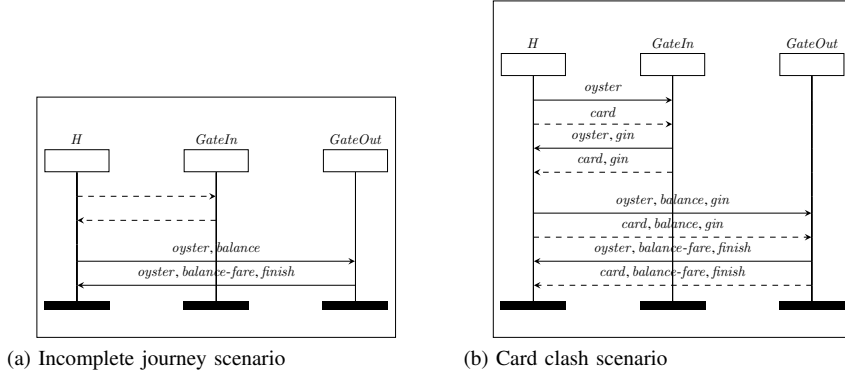 H GateIn GateOut
oyster, balance
oyster, balance-fare, finish
(a) Incomplete journey scenario
H GateIn GateOut
oyster
card
oyster, gin
card, gin
oyster, balance, gin
card, balance, gin
oyster, balance-fare, finish
card, balance-fare, finish
(b) Card clash scenario